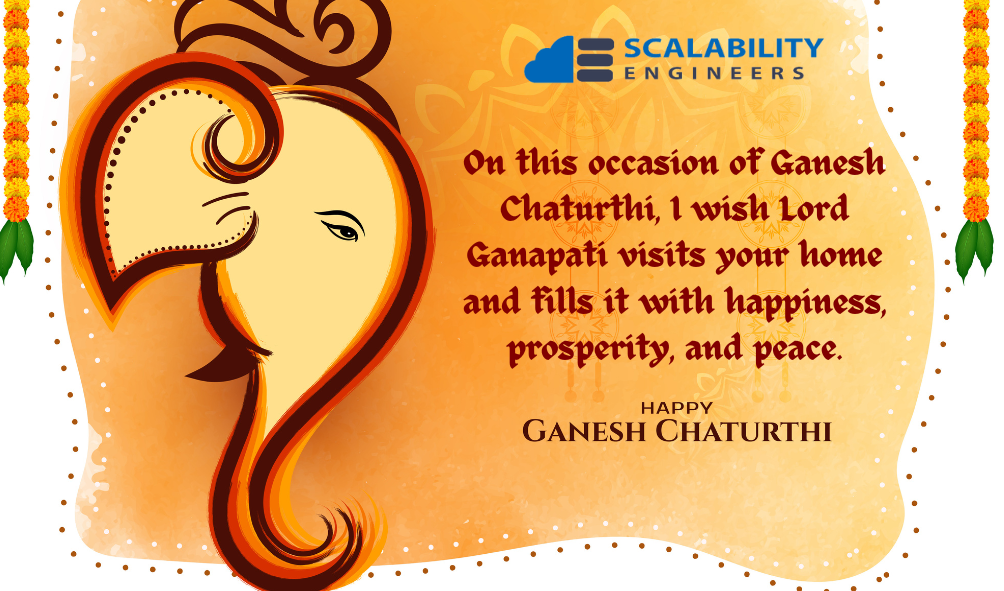 SCALABILITY
ENGINEERS
On this occasion of Ganesh
Chaturthi, I wish Lord
Ganapati visits your home
and fills it with happiness,
prosperity, and peace.
HAPPY
GANESH CHATURTHI